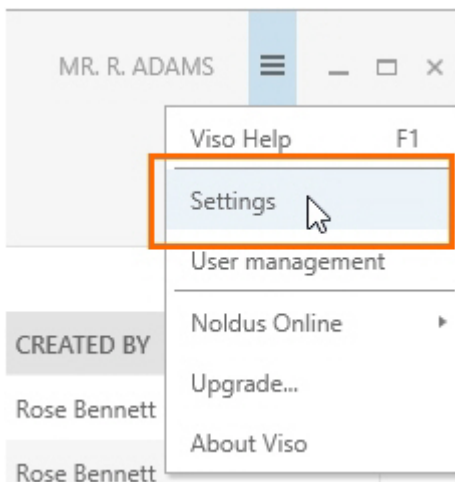 MR. R. ADAMS
Viso Help F1
Settings
User management
Noldus Online
Upgrade...
About Viso
CREATED BY
Rose Bennett
Rose Bennett